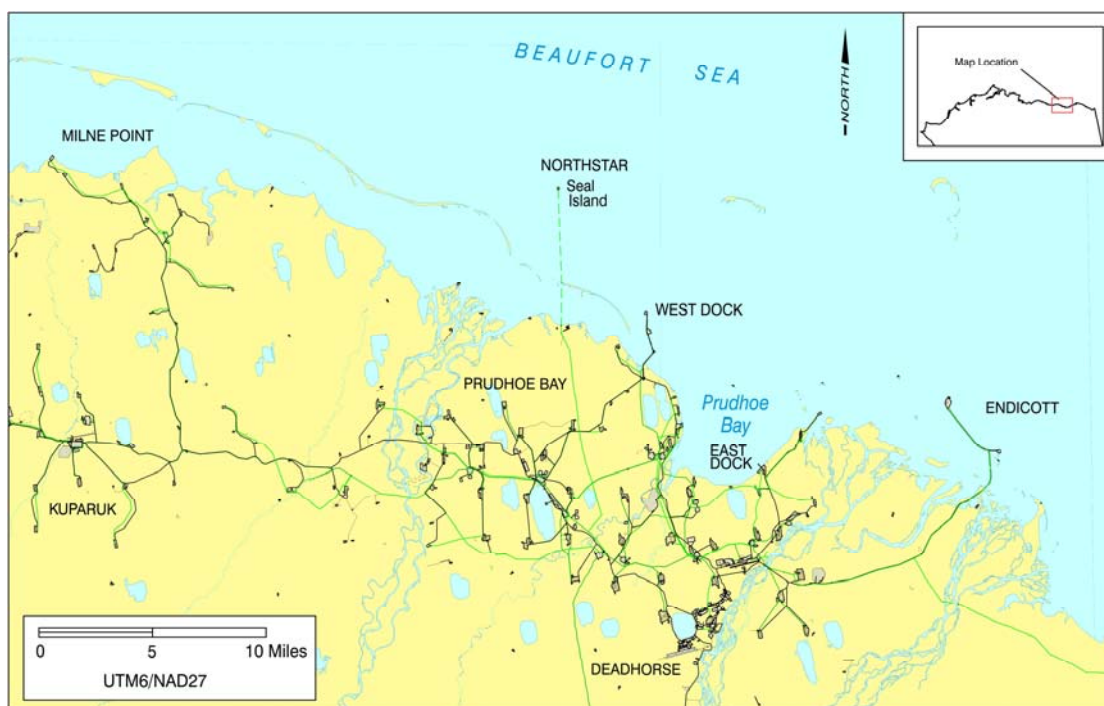 BEAUFORT SEA
NORTH
Map Location
MILNE POINT
NORTHSTAR
Seal
Island
WEST DOCK
PRUDHOE BAY
Prudhoe
Bay
ENDICOTT
EAST
DOCK
KUPARUK
DEADHORSE
0 5 10 Miles
UTM6/NAD27